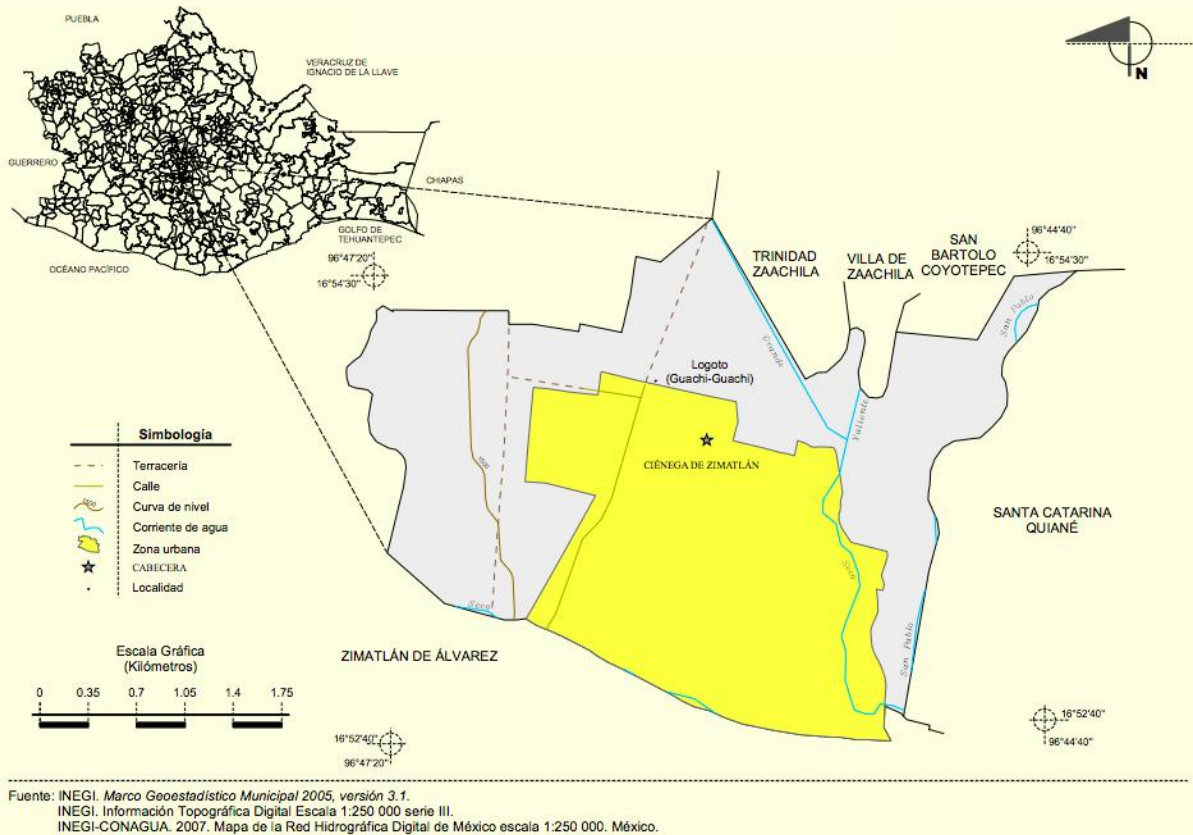 PUEBLA
VERACRUZ DE
IGNACIO DE LA LLAVE
GUERRERO
CHIAPAS
GOLFO DE
TEHUANTEPEC
OCÉANO PACÍFICO
N
96°47'20"
16°54'30"
96°44'40"
16°54'30"
TRINIDAD
ZAACHILA
VILLA DE
ZAACHILA
SAN
BARTOLO
COYOTEPEC
San Pablo
Grande
Logoto
(Guachi-Guachi)
Valiente
CIÉNEGA DE ZIMATLÁN
1500
SANTA CATARINA
QUIANÉ
Seco
San Pablo
ZIMATLÁN DE ÁLVAREZ
Simbología
Terracería
Calle
1500
Curva de nivel
Corriente de agua
Zona urbana
CABECERA
Localidad
Escala Gráfica
(Kilómetros)
0 0.35 0.7 1.05 1.4 1.75
16°52'40"
96°47'20"
16°52'40"
96°44'40"
Fuente: INEGI. Marco Geoestadístico Municipal 2005, versión 3.1.
INEGI. Información Topográfica Digital Escala 1:250 000 serie III.
INEGI-CONAGUA. 2007. Mapa de la Red Hidrográfica Digital de México escala 1:250 000. México.